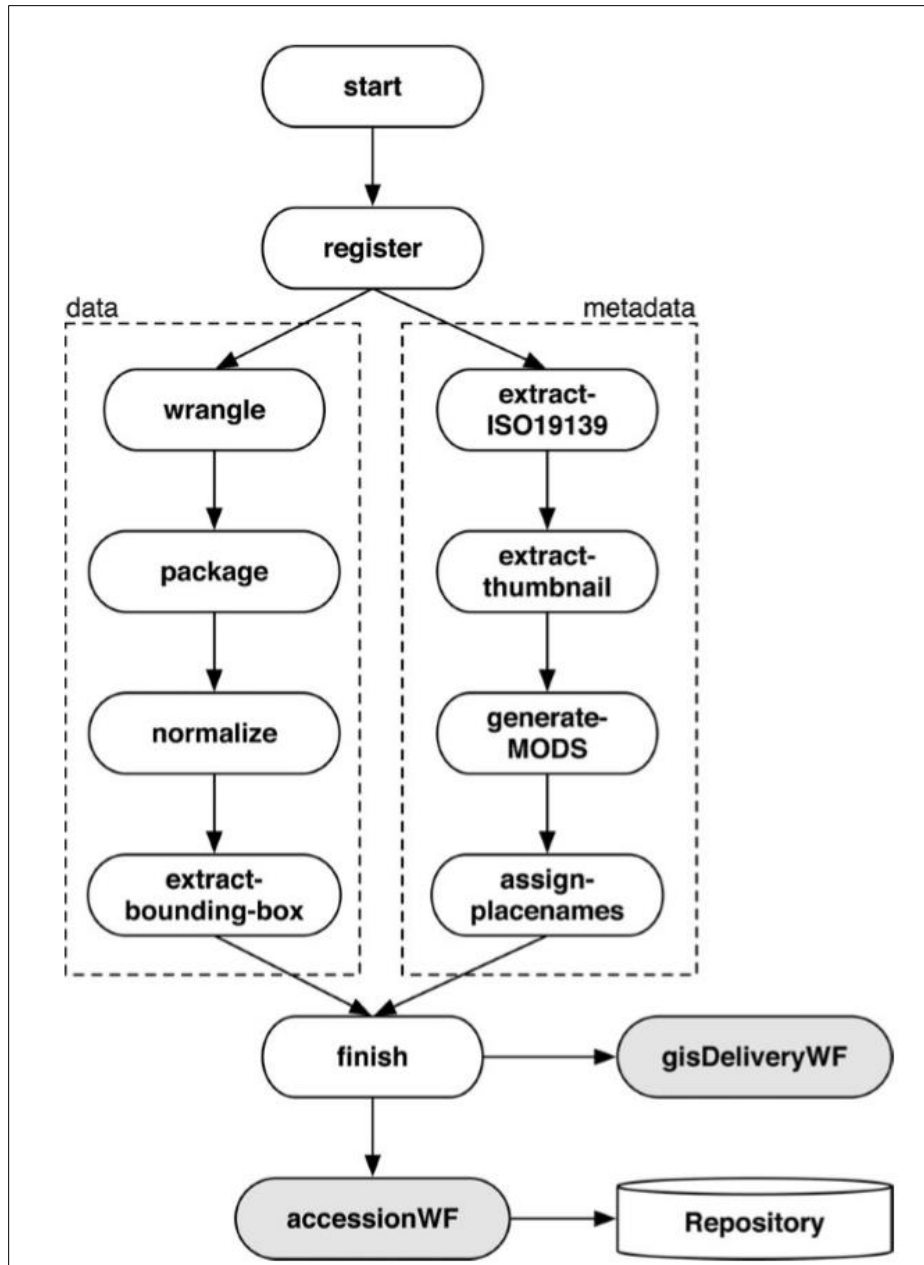 start
register
data
metadata
wrangle
extract-
ISO19139
package
extract-
thumbnail
normalize
generate-
MODS
extract-
bounding-box
assign-
placenames
finish
gisDeliveryWF
accessionWF
Repository